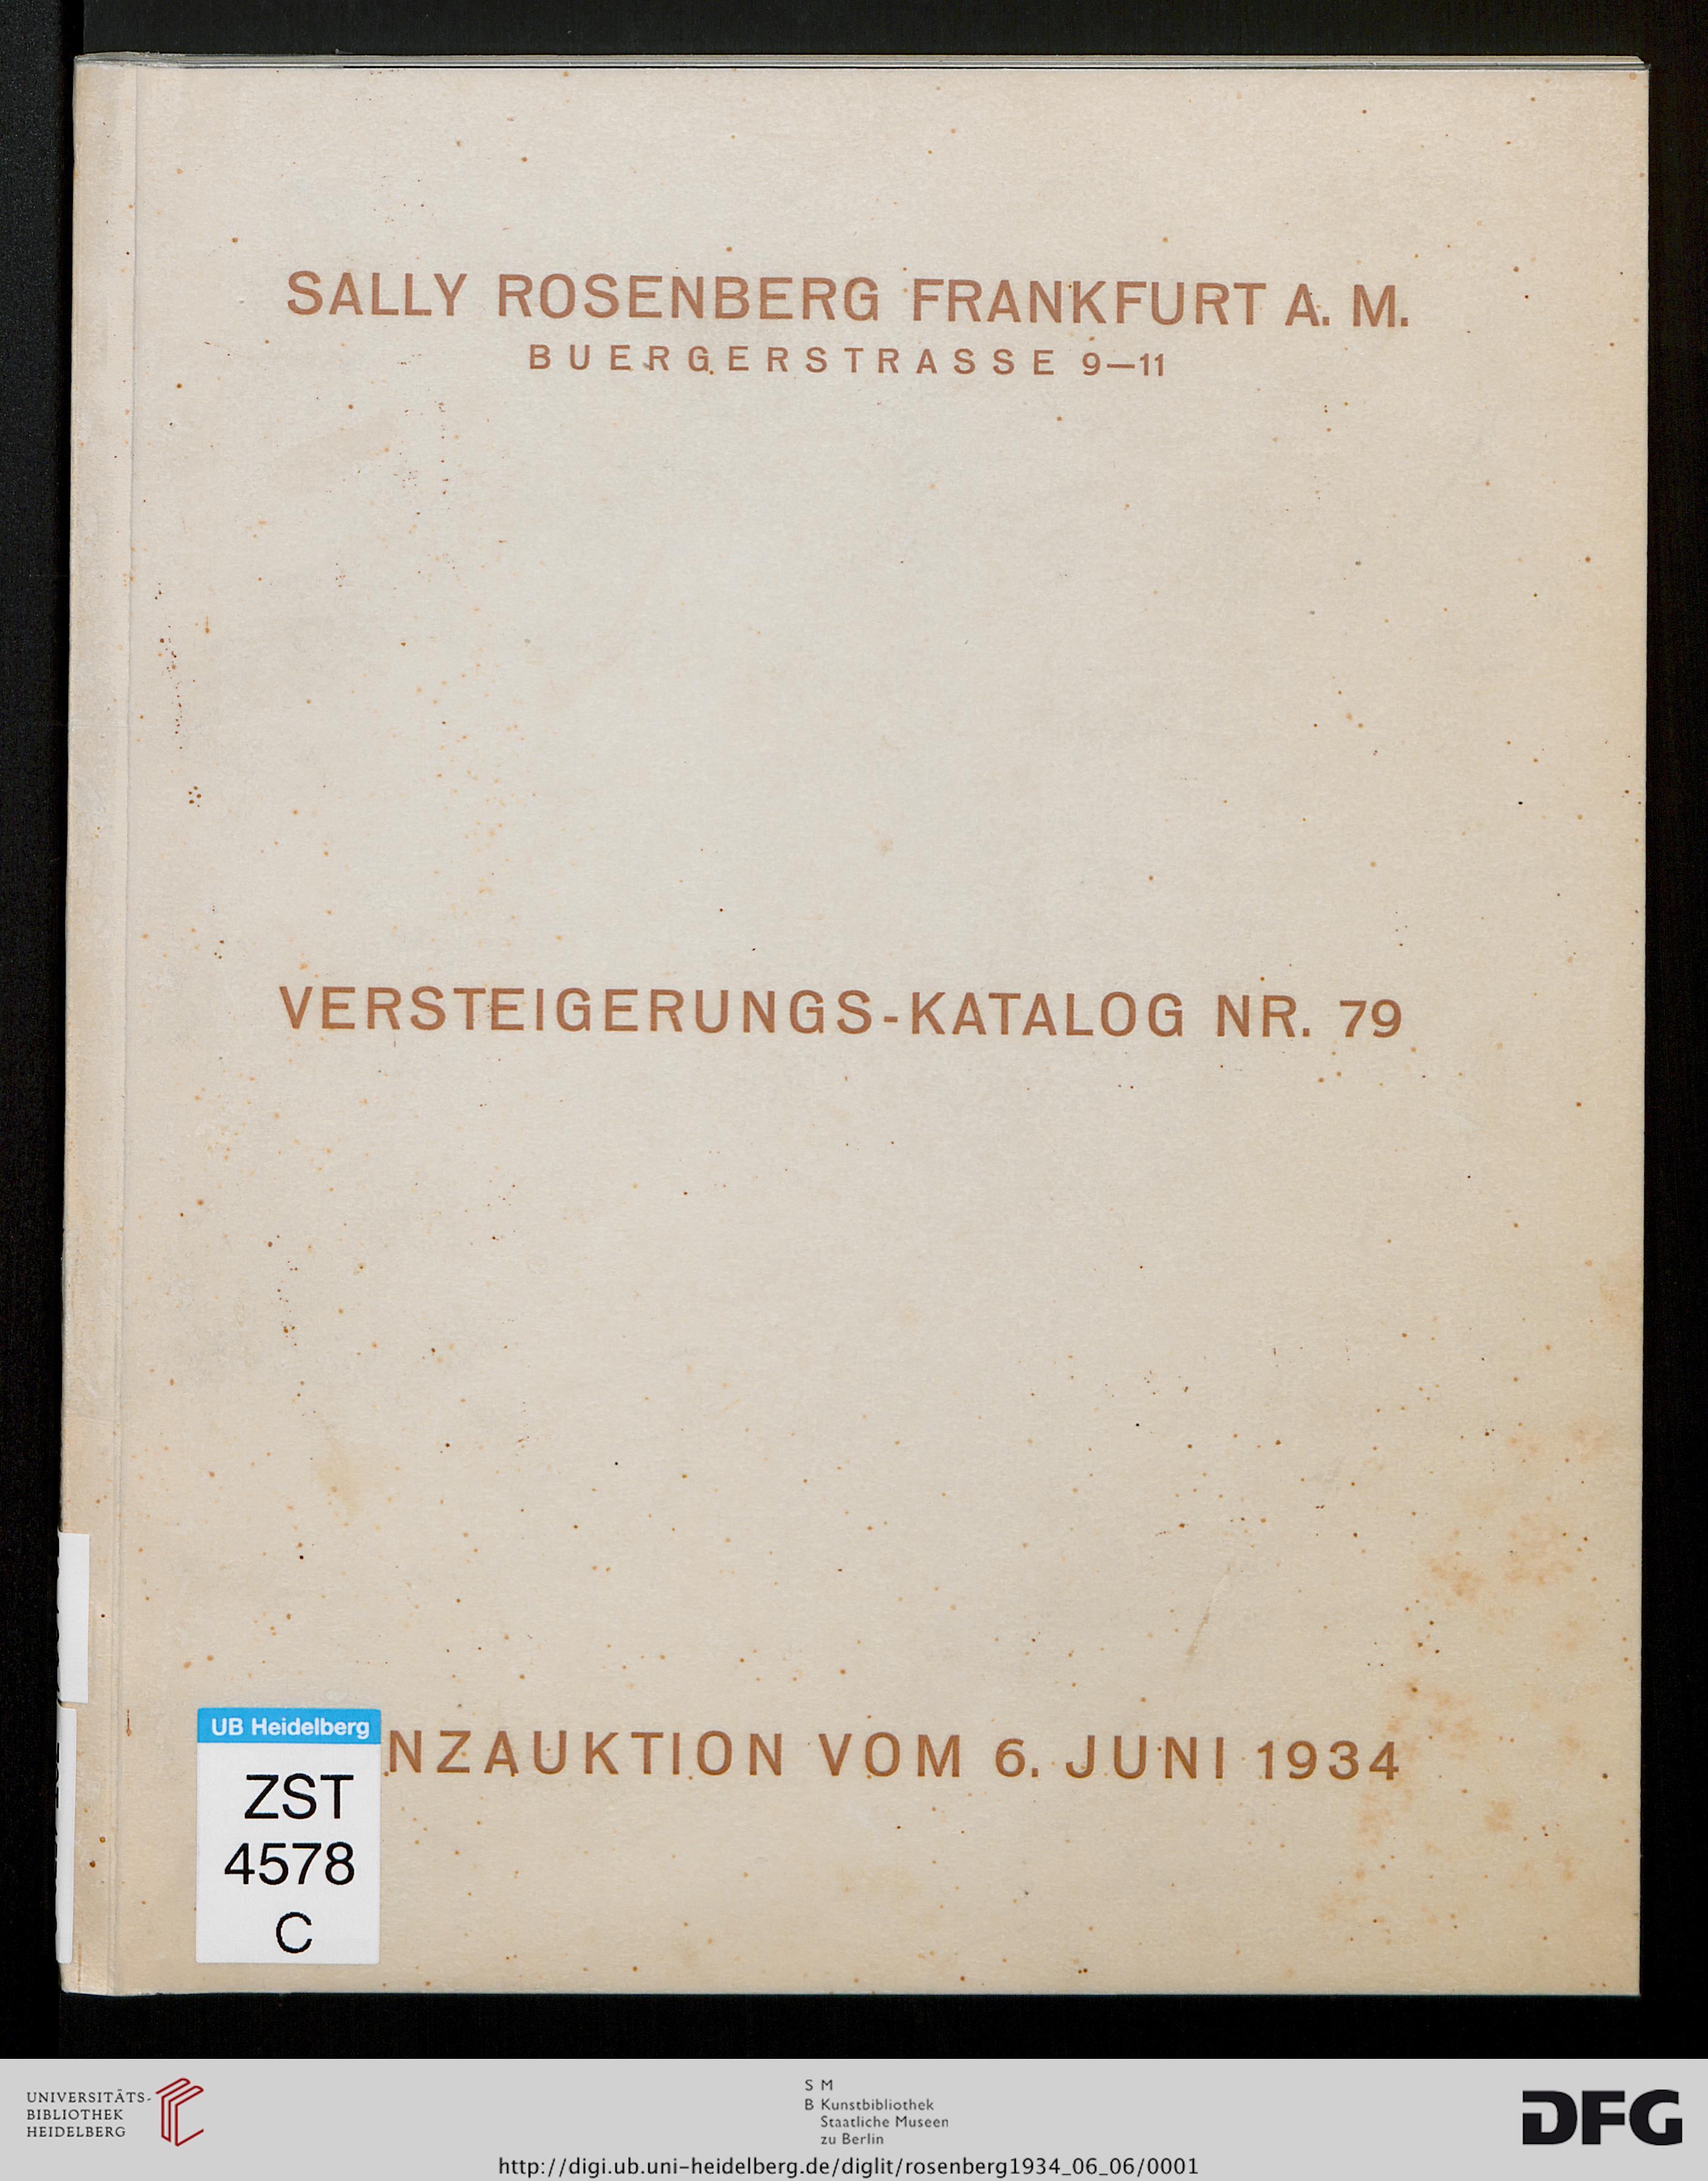 SALLY ROSENBERG FRANKFURT A. M.
BUERGERSTRASSE 9—11
VERSTEIGERUNGS-KATALOG NR. 79
NZAUKTION VOM 6. JUNI 1934
UB Heidelberg
ZST
4578
C
UNIVERSITÄTS-
BIBLIOTHEK
HEIDELBERG
S M
B Kunstbibliothek
Staatliche Museen
zu Berlin
DFG
http://digi.ub.uni-heidelberg.de/diglit/rosenberg1934_06_06/0001